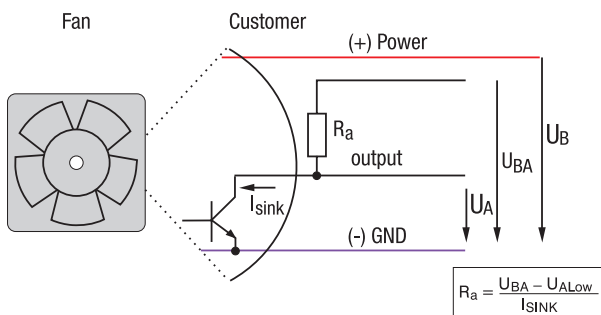 Fan
Customer
(+) Power
Ra
output
Isink
UA
UBA
UB
(-) GND
Ra = UBA – UALow
ISINK